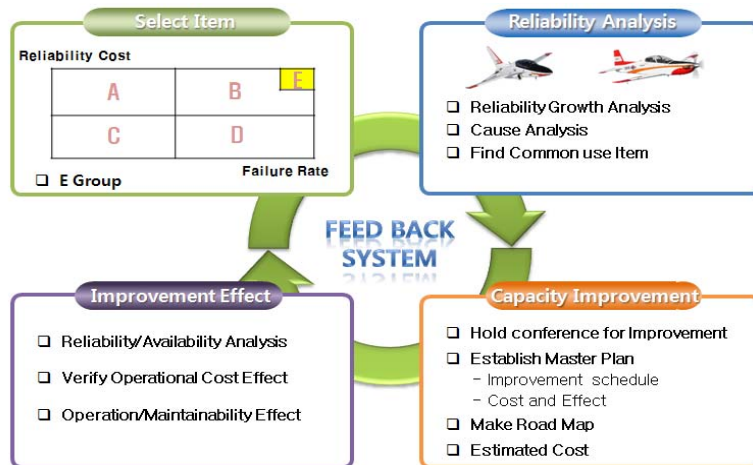 Select Item
Reliability Cost
A
B
E
C
D
Failure Rate
❑ E Group
Reliability Analysis
❑ Reliability Growth Analysis
❑ Cause Analysis
❑ Find Common use Item
FEED BACK
SYSTEM
Improvement Effect
❑ Reliability/Availability Analysis
❑ Verify Operational Cost Effect
❑ Operation/Maintainability Effect
Capacity Improvement
❑ Hold conference for Improvement
❑ Establish Master Plan
- Improvement schedule
- Cost and Effect
❑ Make Road Map
❑ Estimated Cost